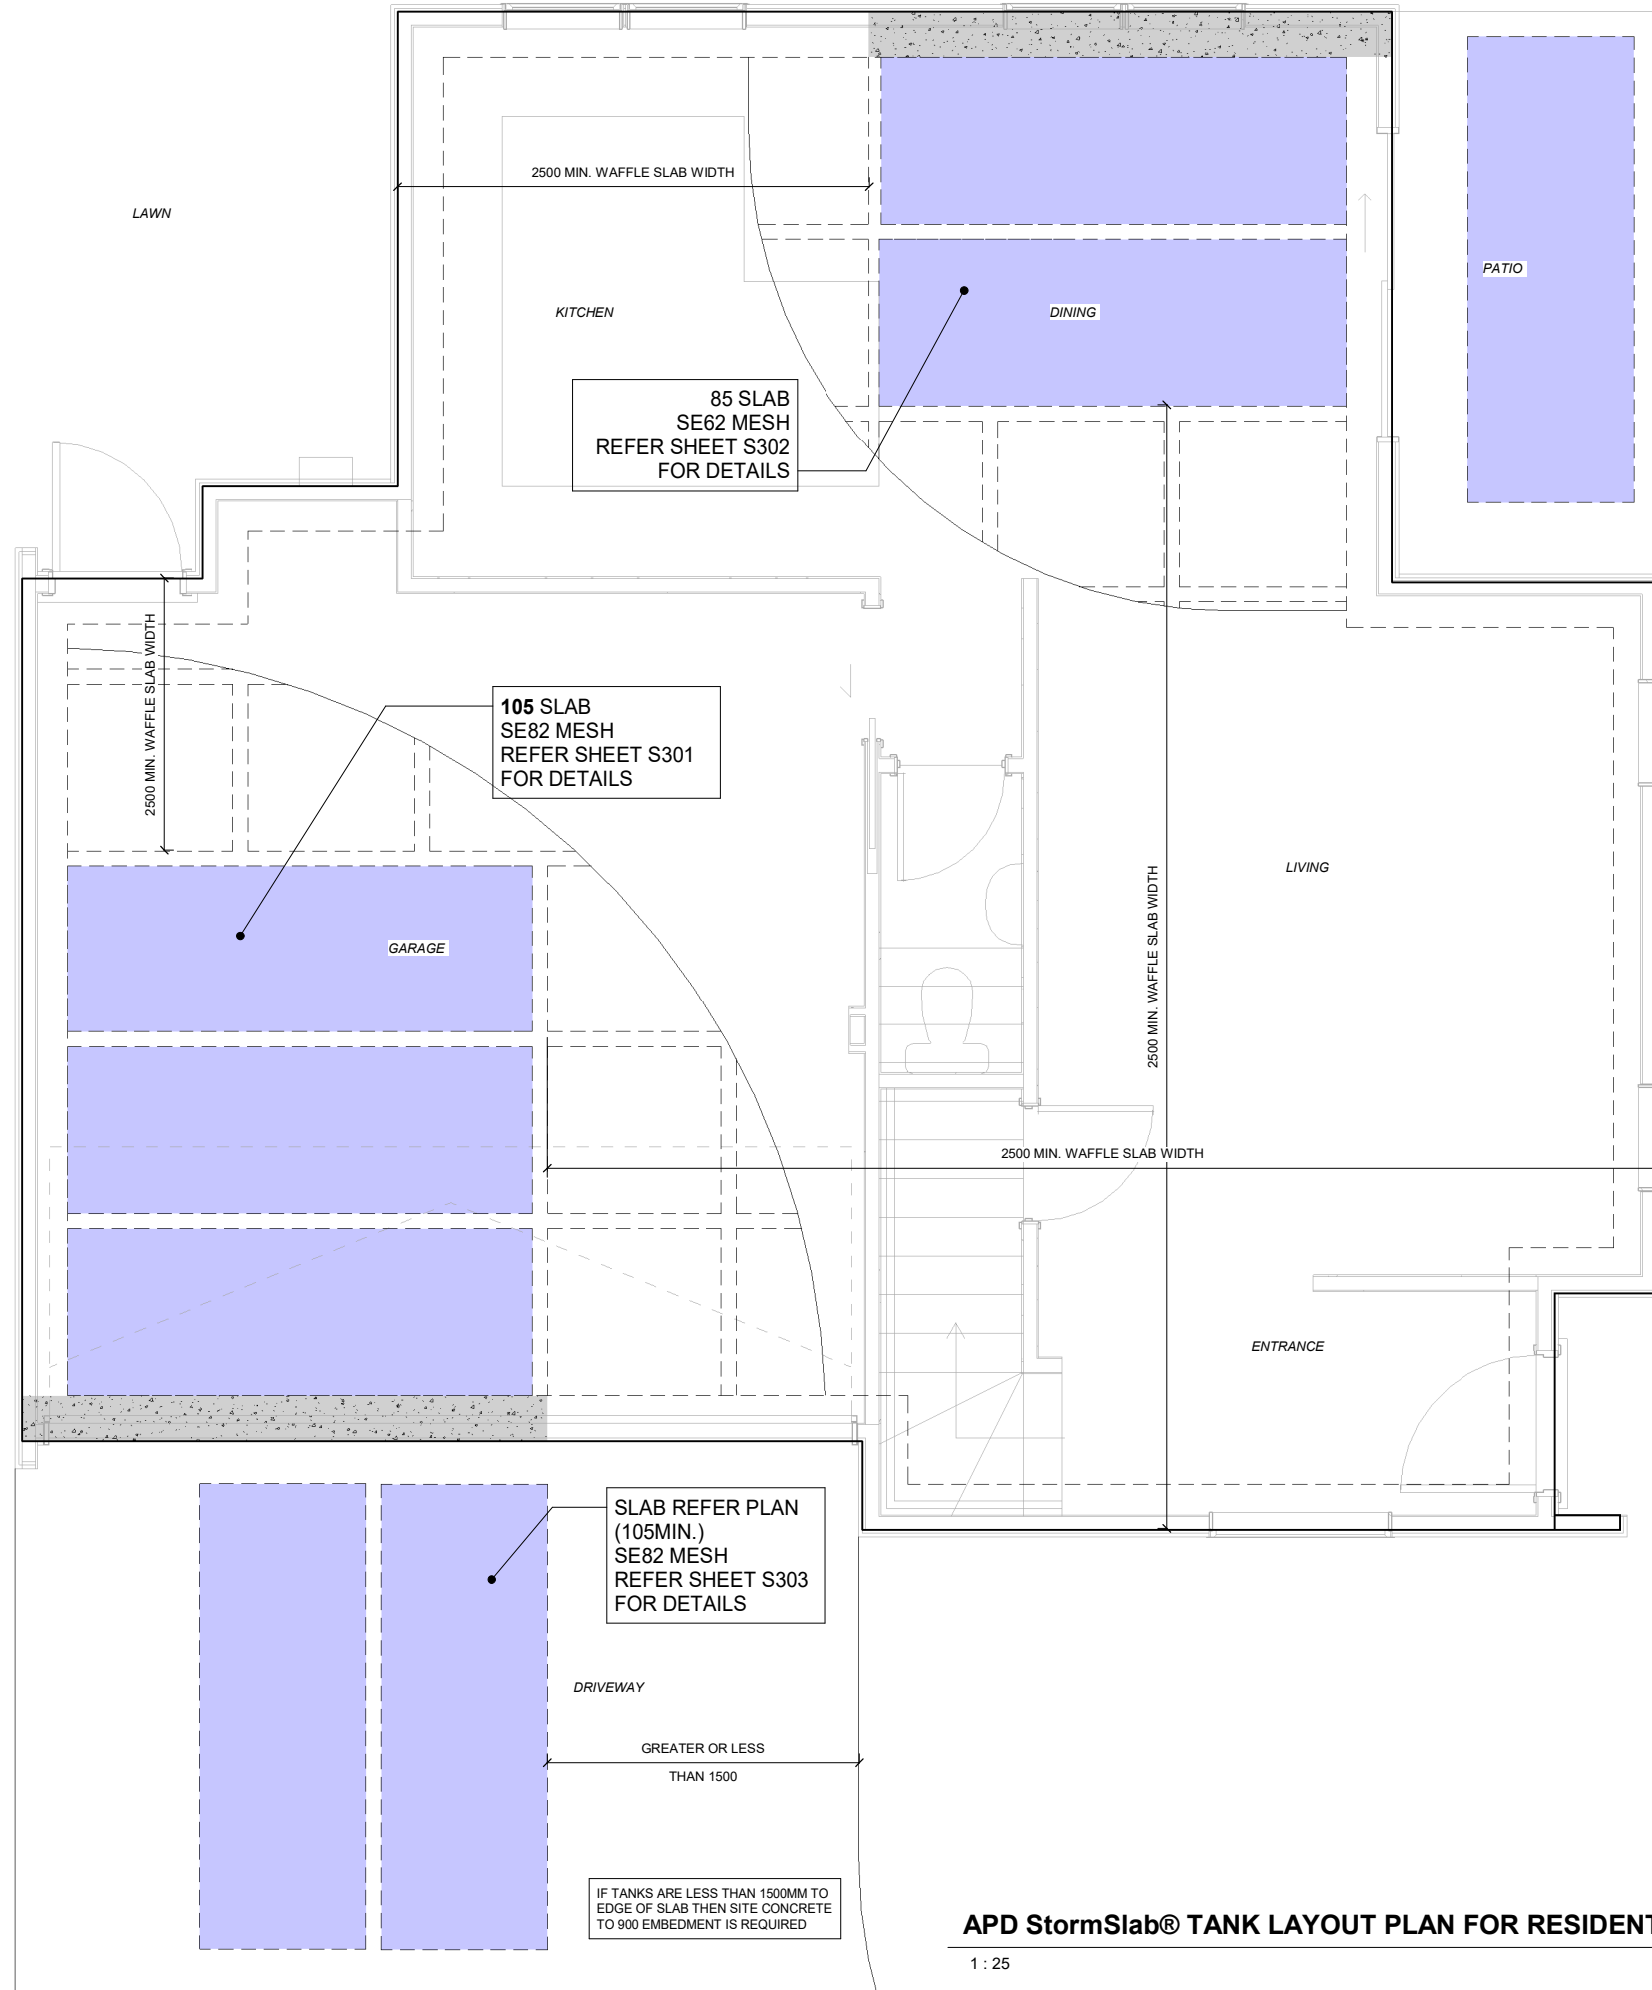 2500 MIN. WAFFLE SLAB WIDTH
LAWN
PATIO
KITCHEN
DINING
85 SLAB
SE62 MESH
REFER SHEET S302
FOR DETAILS
2500 MIN. WAFFLE SLAB WIDTH
105 SLAB
SE82 MESH
REFER SHEET S301
FOR DETAILS
LIVING
GARAGE
2500 MIN. WAFFLE SLAB WIDTH
2500 MIN. WAFFLE SLAB WIDTH
ENTRANCE
SLAB REFER PLAN
(105MIN.)
SE82 MESH
REFER SHEET S303
FOR DETAILS
DRIVEWAY
GREATER OR LESS
THAN 1500
IF TANKS ARE LESS THAN 1500MM TO
EDGE OF SLAB THEN SITE CONCRETE
TO 900 EMBEDMENT IS REQUIRED
APD StormSlab® TANK LAYOUT PLAN FOR RESIDENT
1 : 25